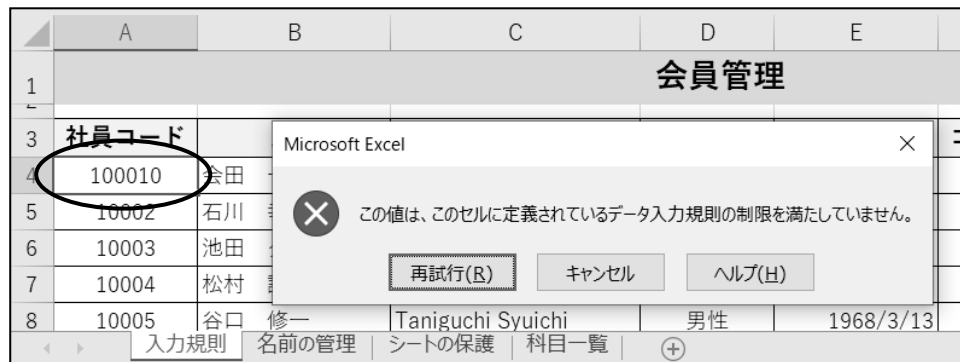 A B C D E
1 会員管理
2
3 社員コード
Microsoft Excel
4 100010 会田
この値は、このセルに定義されているデータ入力規則の制限を満たしていません。
5 10002 石川
6 10003 池田
再試行(R) キャンセル ヘルプ(H)
7 10004 松村
8 10005 谷口 修一 Taniguchi Syuichi 男性 1968/3/13
入力規則 名前の管理 シートの保護 科目一覧